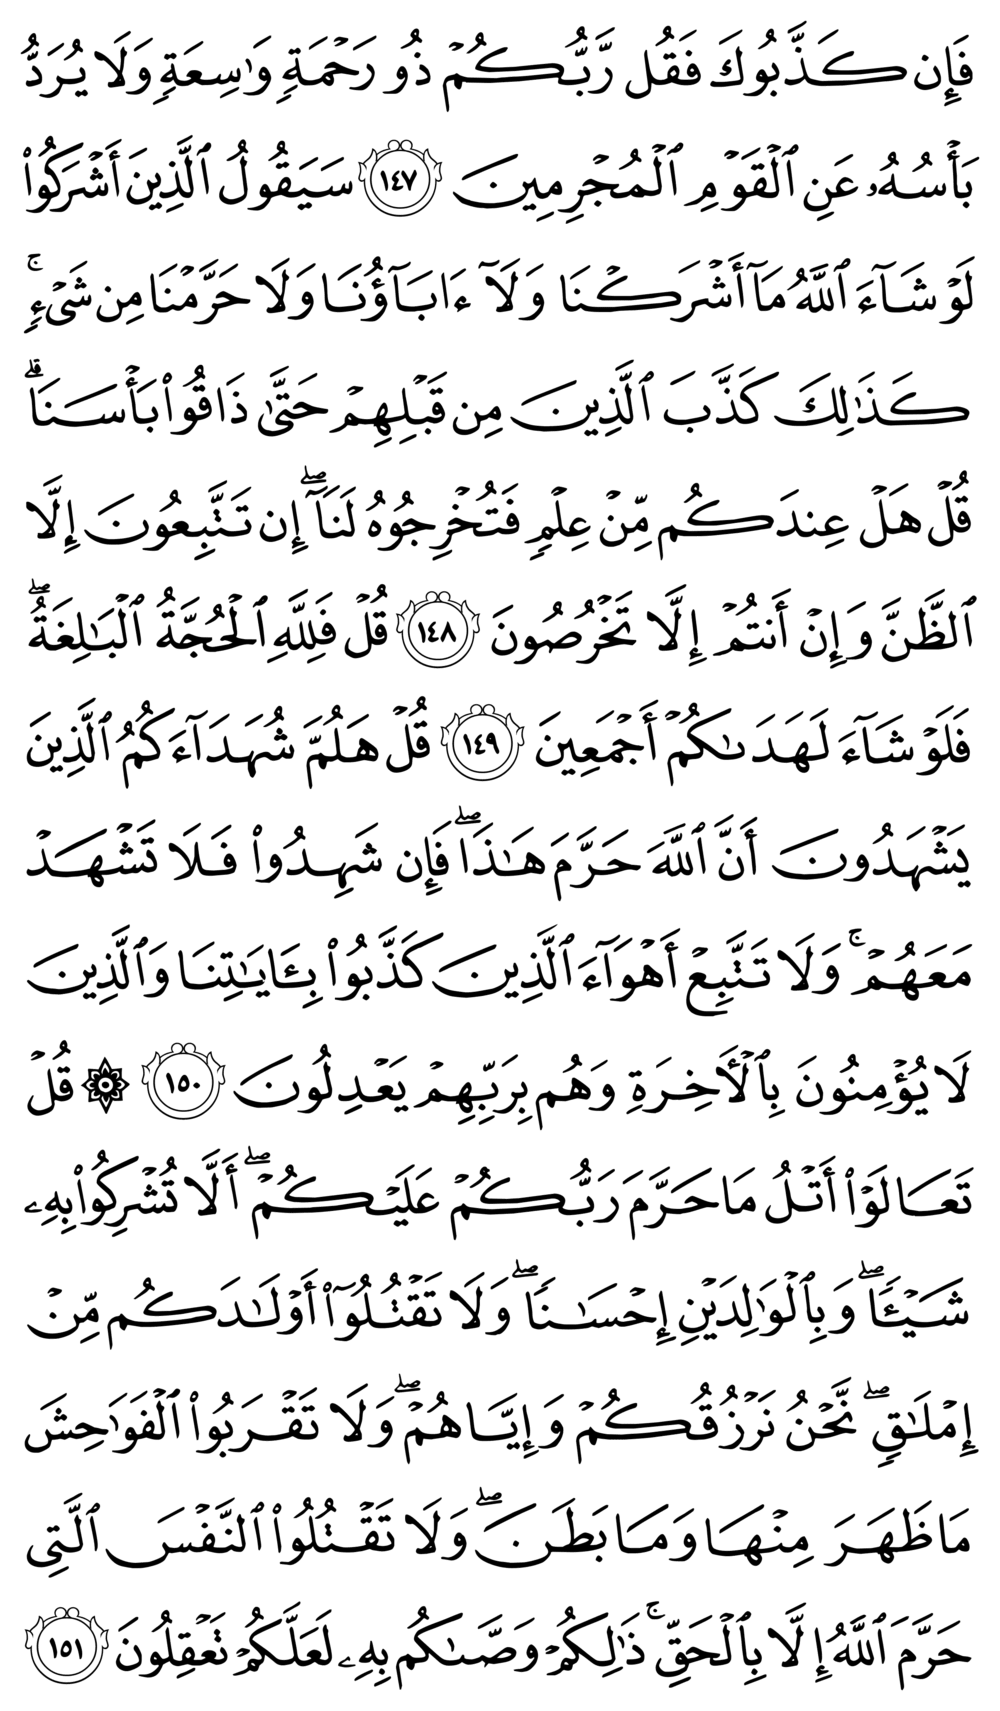 فَإِن كَذَّبُوكَ فَقُل رَّبُّكُمۡ ذُو رَحۡمَةٖ وَٰسِعَةٖ وَلَا يُرَدُّ
بَأۡسُهُۥ عَنِ ٱلۡقَوۡمِ ٱلۡمُجۡرِمِينَ ١٤٧ سَيَقُولُ ٱلَّذِينَ أَشۡرَكُواْ
لَوۡ شَآءَ ٱللَّهُ مَآ أَشۡرَكۡنَا وَلَآ ءَابَآؤُنَا وَلَا حَرَّمۡنَا مِن شَيۡءٖۚ
كَذَٰلِكَ كَذَّبَ ٱلَّذِينَ مِن قَبۡلِهِمۡ حَتَّىٰ ذَاقُواْ بَأۡسَنَاۗ
قُلۡ هَلۡ عِندَكُم مِّنۡ عِلۡمٖ فَتُخۡرِجُوهُ لَنَآۖ إِن تَتَّبِعُونَ إِلَّا
ٱلظَّنَّ وَإِنۡ أَنتُمۡ إِلَّا تَخۡرُصُونَ ١٤٨ قُلۡ فَلِلَّهِ ٱلۡحُجَّةُ ٱلۡبَٰلِغَةُۖ
فَلَوۡ شَآءَ لَهَدَىٰكُمۡ أَجۡمَعِينَ ١٤٩ قُلۡ هَلُمَّ شُهَدَآءَكُمُ ٱلَّذِينَ
يَشۡهَدُونَ أَنَّ ٱللَّهَ حَرَّمَ هَٰذَاۖ فَإِن شَهِدُواْ فَلَا تَشۡهَدۡ
مَعَهُمۡۚ وَلَا تَتَّبِعۡ أَهۡوَآءَ ٱلَّذِينَ كَذَّبُواْ بِـَٔايَٰتِنَا وَٱلَّذِينَ
لَا يُؤۡمِنُونَ بِٱلۡأٓخِرَةِ وَهُم بِرَبِّهِمۡ يَعۡدِلُونَ ١٥٠ ۞ قُلۡ
تَعَالَوۡاْ أَتۡلُ مَا حَرَّمَ رَبُّكُمۡ عَلَيۡكُمۡۖ أَلَّا تُشۡرِكُواْ بِهِۦ
شَيۡـٔٗاۖ وَبِٱلۡوَٰلِدَيۡنِ إِحۡسَٰنٗاۖ وَلَا تَقۡتُلُوٓاْ أَوۡلَٰدَكُم مِّنۡ
إِمۡلَٰقٖۖ نَّحۡنُ نَرۡزُقُكُمۡ وَإِيَّاهُمۡۖ وَلَا تَقۡرَبُواْ ٱلۡفَوَٰحِشَ
مَا ظَهَرَ مِنۡهَا وَمَا بَطَنَۖ وَلَا تَقۡتُلُواْ ٱلنَّفۡسَ ٱلَّتِي
حَرَّمَ ٱللَّهُ إِلَّا بِٱلۡحَقِّۚ ذَٰلِكُمۡ وَصَّىٰكُم بِهِۦ لَعَلَّكُمۡ تَعۡقِلُونَ ١٥١